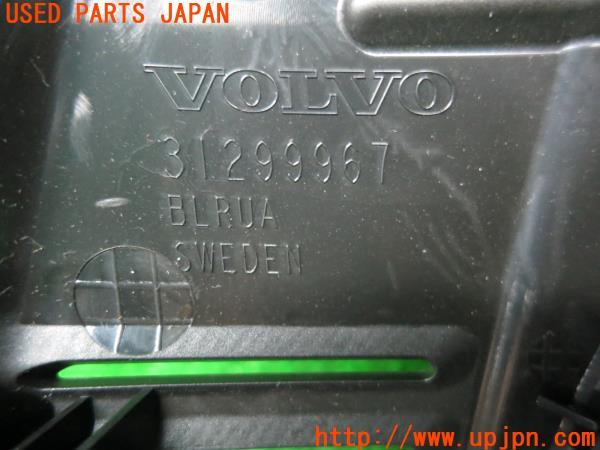 USED PARTS JAPAN
VOLVO
31299967
BLRUA
SWEDEN
http://www.upjpn.com